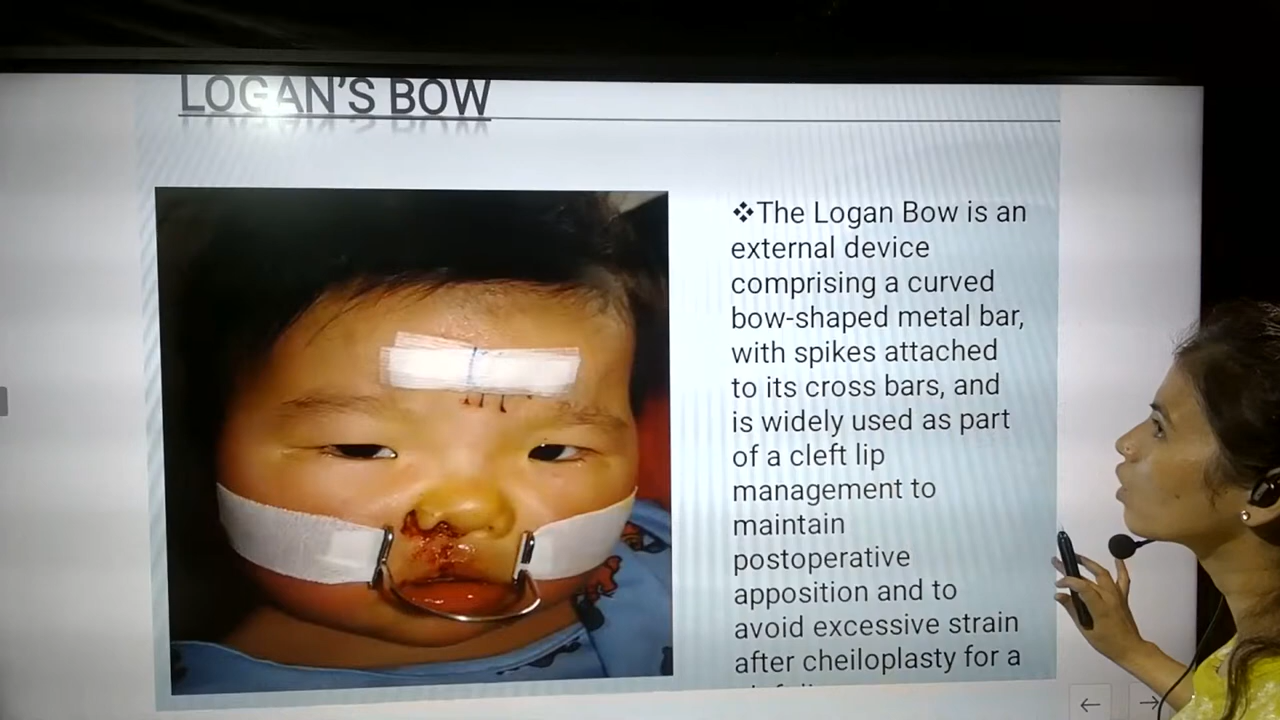 LOGAN'S BOW
❖The Logan Bow is an
external device
comprising a curved
bow-shaped metal bar,
with spikes attached
to its cross bars, and
is widely used as part
of a cleft lip
management to
maintain
postoperative
apposition and to
avoid excessive strain
after cheiloplasty for a